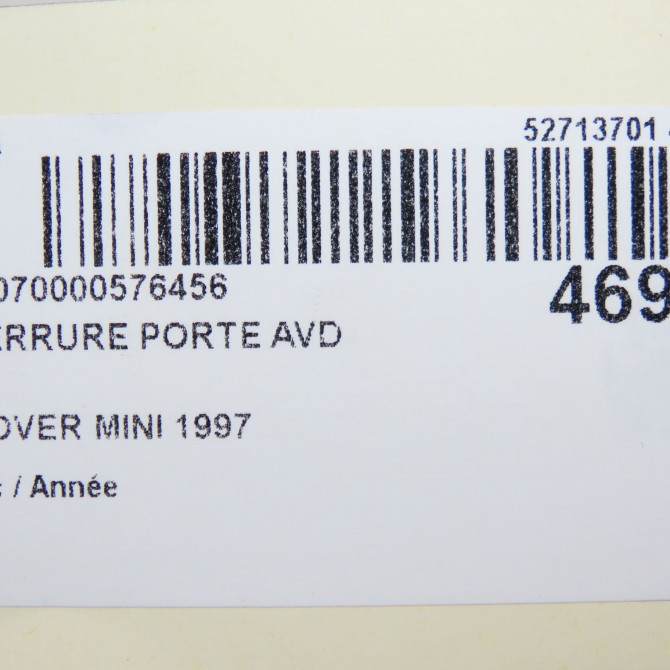 52713701
070000576456
469
ERRURE PORTE AVD
OVER MINI 1997
/ Année